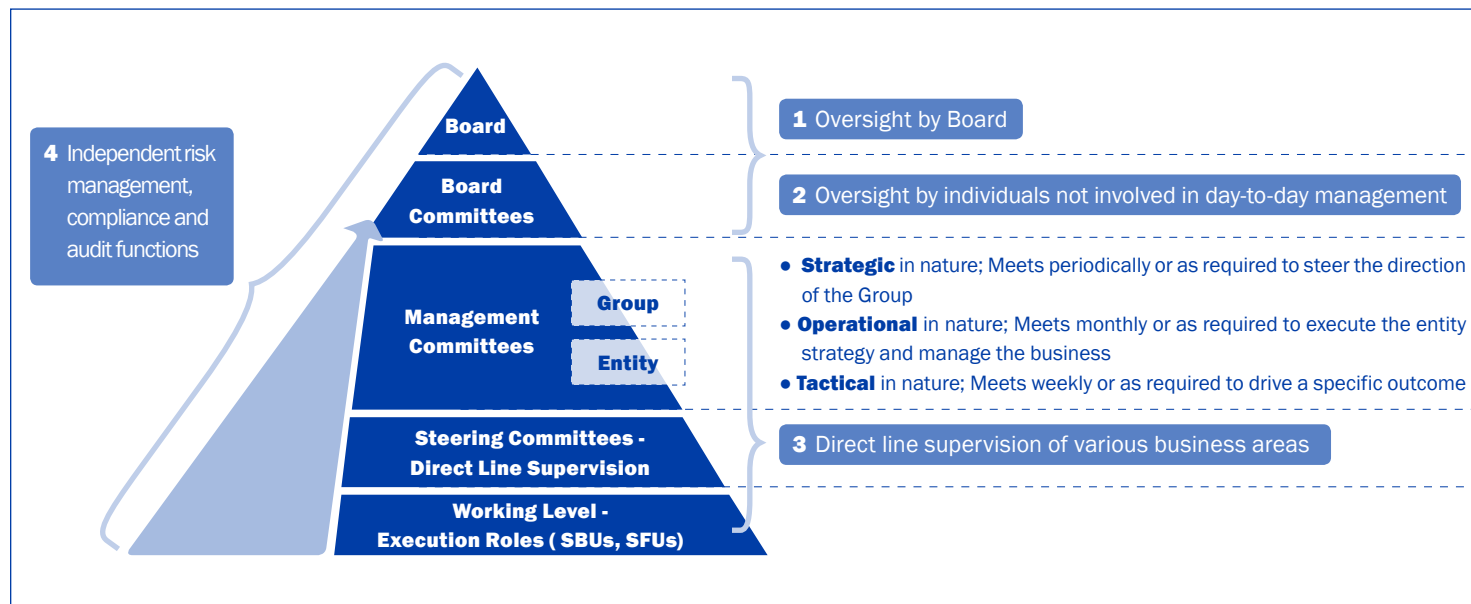 4 Independent risk
management,
compliance and
audit functions
Board
Board
Committees
Management
Committees
Group
Entity
Steering Committees -
Direct Line Supervision
Working Level -
Execution Roles ( SBUs, SFUs)
1 Oversight by Board
2 Oversight by individuals not involved in day-to-day management
● Strategic in nature; Meets periodically or as required to steer the direction
of the Group
● Operational in nature; Meets monthly or as required to execute the entity
strategy and manage the business
● Tactical in nature; Meets weekly or as required to drive a specific outcome
3 Direct line supervision of various business areas